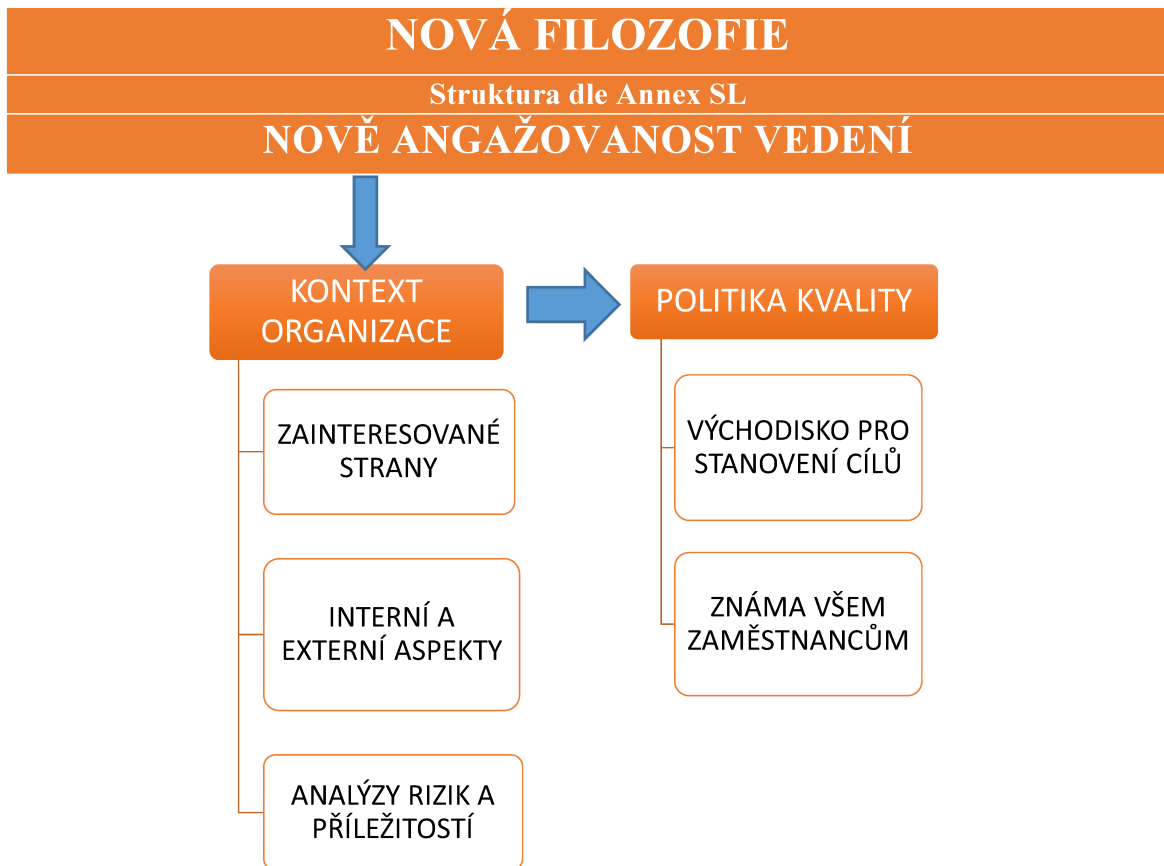 NOVÁ FILOZOFIE
Struktura dle Annex SL
NOVĚ ANGAŽOVANOST VEDENÍ
KONTEXT
ORGANIZACE
ZAINTERESOVANÉ
STRANY
INTERNÍ A
EXTERNÍ ASPEKTY
ANALÝZY RIZIK A
PŘÍLEŽITOSTÍ
POLITIKA KVALITY
VÝCHODISKO PRO
STANOVENÍ CÍLŮ
ZNÁMA VŠEM
ZAMĚSTNANCŮM